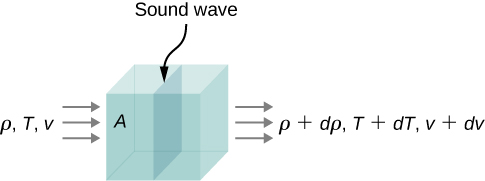 Sound wave
ρ, T, v
A
ρ + dρ, T + dT, v + dv